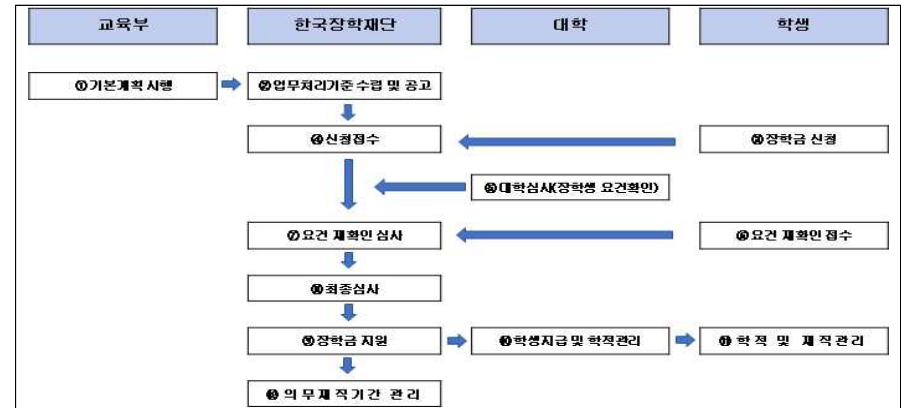 교육부 한국장학재단 대학 학생
①기본계획 시행 ②업무처리기준 수립 및 공고
④신청접수 ③장학금 신청
⑤대학심사(장학생 요건확인)
⑦요건 재확인 심사 ⑥요건 재확인 접수
⑧최종심사
⑨장학금 지원 ⑩학생지급 및 학적관리 ⑪학적 및 재직관리
의무재직기간 관리